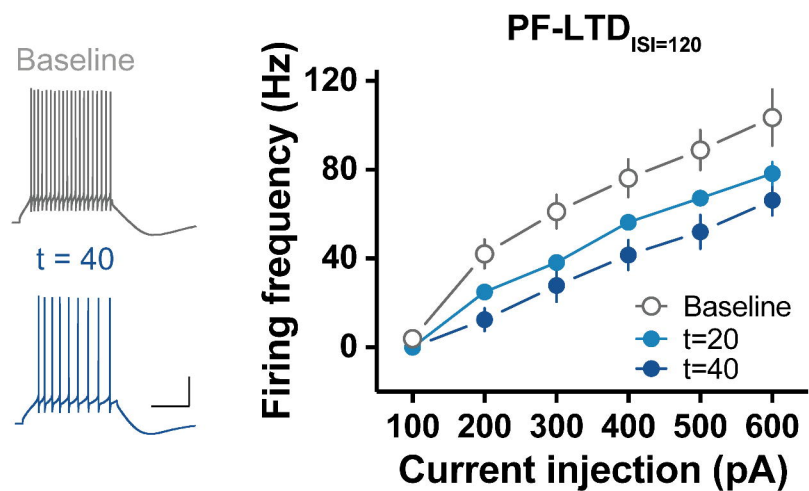 Baseline
t = 40
PF-LTD ISI=120
Firing frequency (Hz)
120
80
40
0
Baseline
t=20
t=40
100 200 300 400 500 600
Current injection (pA)